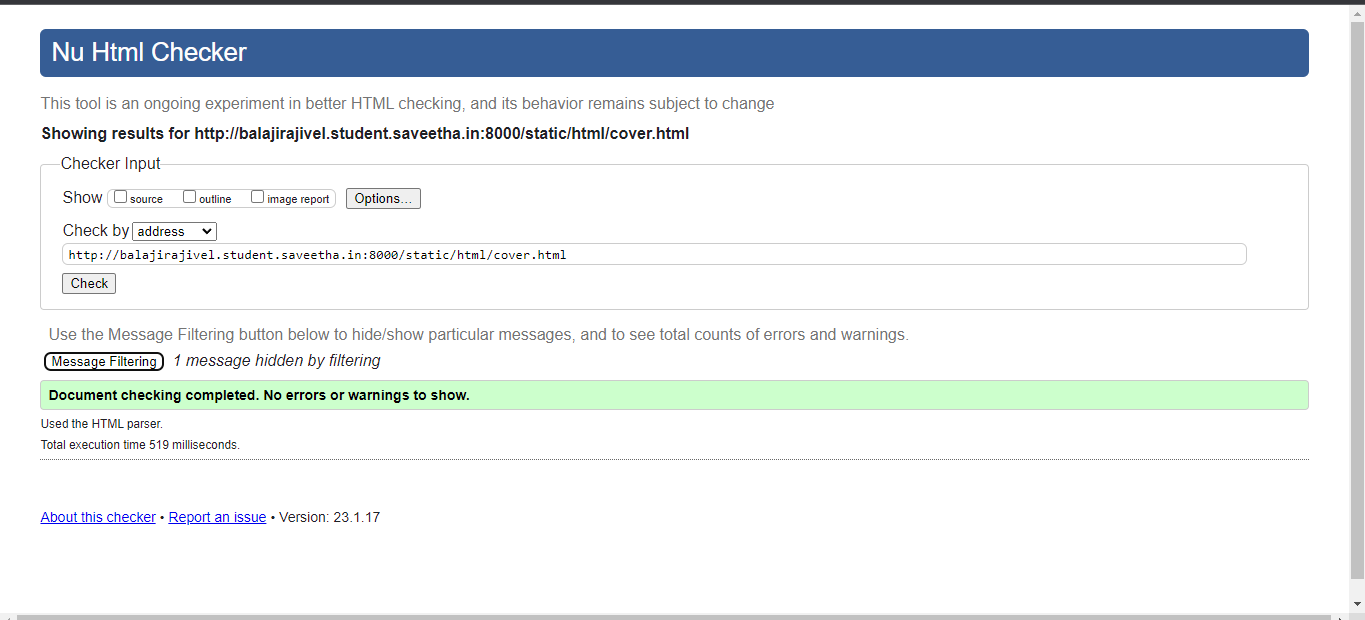 Nu Html Checker
This tool is an ongoing experiment in better HTML checking, and its behavior remains subject to change
Showing results for http://balajirajivel.student.saveetha.in:8000/static/html/cover.html
Checker Input
Show source outline image report Options...
Check by address
http://balajirajivel.student.saveetha.in:8000/static/html/cover.html
Check
Use the Message Filtering button below to hide/show particular messages, and to see total counts of errors and warnings.
Message Filtering 1 message hidden by filtering
Document checking completed. No errors or warnings to show.
Used the HTML parser.
Total execution time 519 milliseconds.
About this checker • Report an issue • Version: 23.1.17